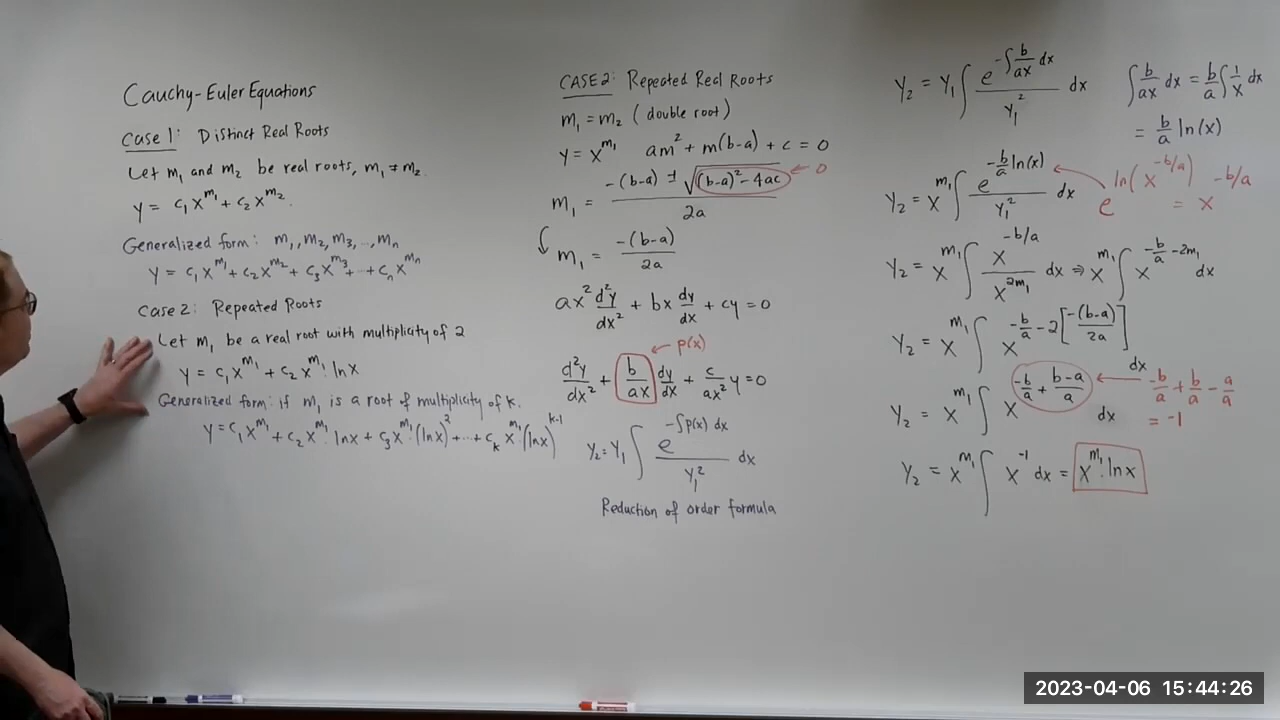 Cauchy-Euler Equations
Case 1: Distinct Real Roots
Let m₁ and m₂ be real roots, m₁ ≠ m₂.
y = c₁x^m₁ + c₂x^m₂.
Generalized form: m₁, m₂, m₃, ..., mₙ
y = c₁x^m₁ + c₂x^m₂ + c₃x^m₃ + ... + cₙx^mₙ
Case 2: Repeated Roots
Let m₁ be a real root with multiplicity of 2
y = c₁x^m₁ + c₂x^m₁ ln x
Generalized form: if m₁ is a root of multiplicity of k.
y = c₁x^m₁ + c₂x^m₁ · ln x + c₃x^m₁ · (ln x)² + ... + cₖx^m₁ · (ln x)^(k-1)
CASE 2: Repeated Real Roots
m₁ = m₂ (double root)
y = x^m₁ am² + m(b-a) + c = 0
m₁ = (-(b-a) ± √((b-a)² - 4ac)) / 2a ← 0
m₁ = -(b-a) / 2a
ax² d²y/dx² + bx dy/dx + cy = 0
← p(x)
d²y/dx² + b/ax dy/dx + c/ax² y = 0
y₂ = y₁ ∫ e^(-∫p(x) dx) / y₁² dx
Reduction of order formula
y₂ = y₁ ∫ e^(-∫ b/ax dx) / y₁² dx
∫ b/ax dx = b/a ∫ 1/x dx
= b/a ln(x)
y₂ = x^m₁ ∫ e^(-b/a ln(x)) / y₁² dx
e^(ln(x^(-b/a))) = x^(-b/a)
y₂ = x^m₁ ∫ x^(-b/a) / x^(2m₁) dx ⇒ x^m₁ ∫ x^(-b/a - 2m₁) dx
y₂ = x^m₁ ∫ x^(-b/a - 2[-(b-a)/2a]) dx
y₂ = x^m₁ ∫ x^(-b/a + (b-a)/a) dx
← -b/a + b/a - a/a
= -1
y₂ = x^m₁ ∫ x^-1 dx = x^m₁ · ln x
2023-04-06 15:44:26